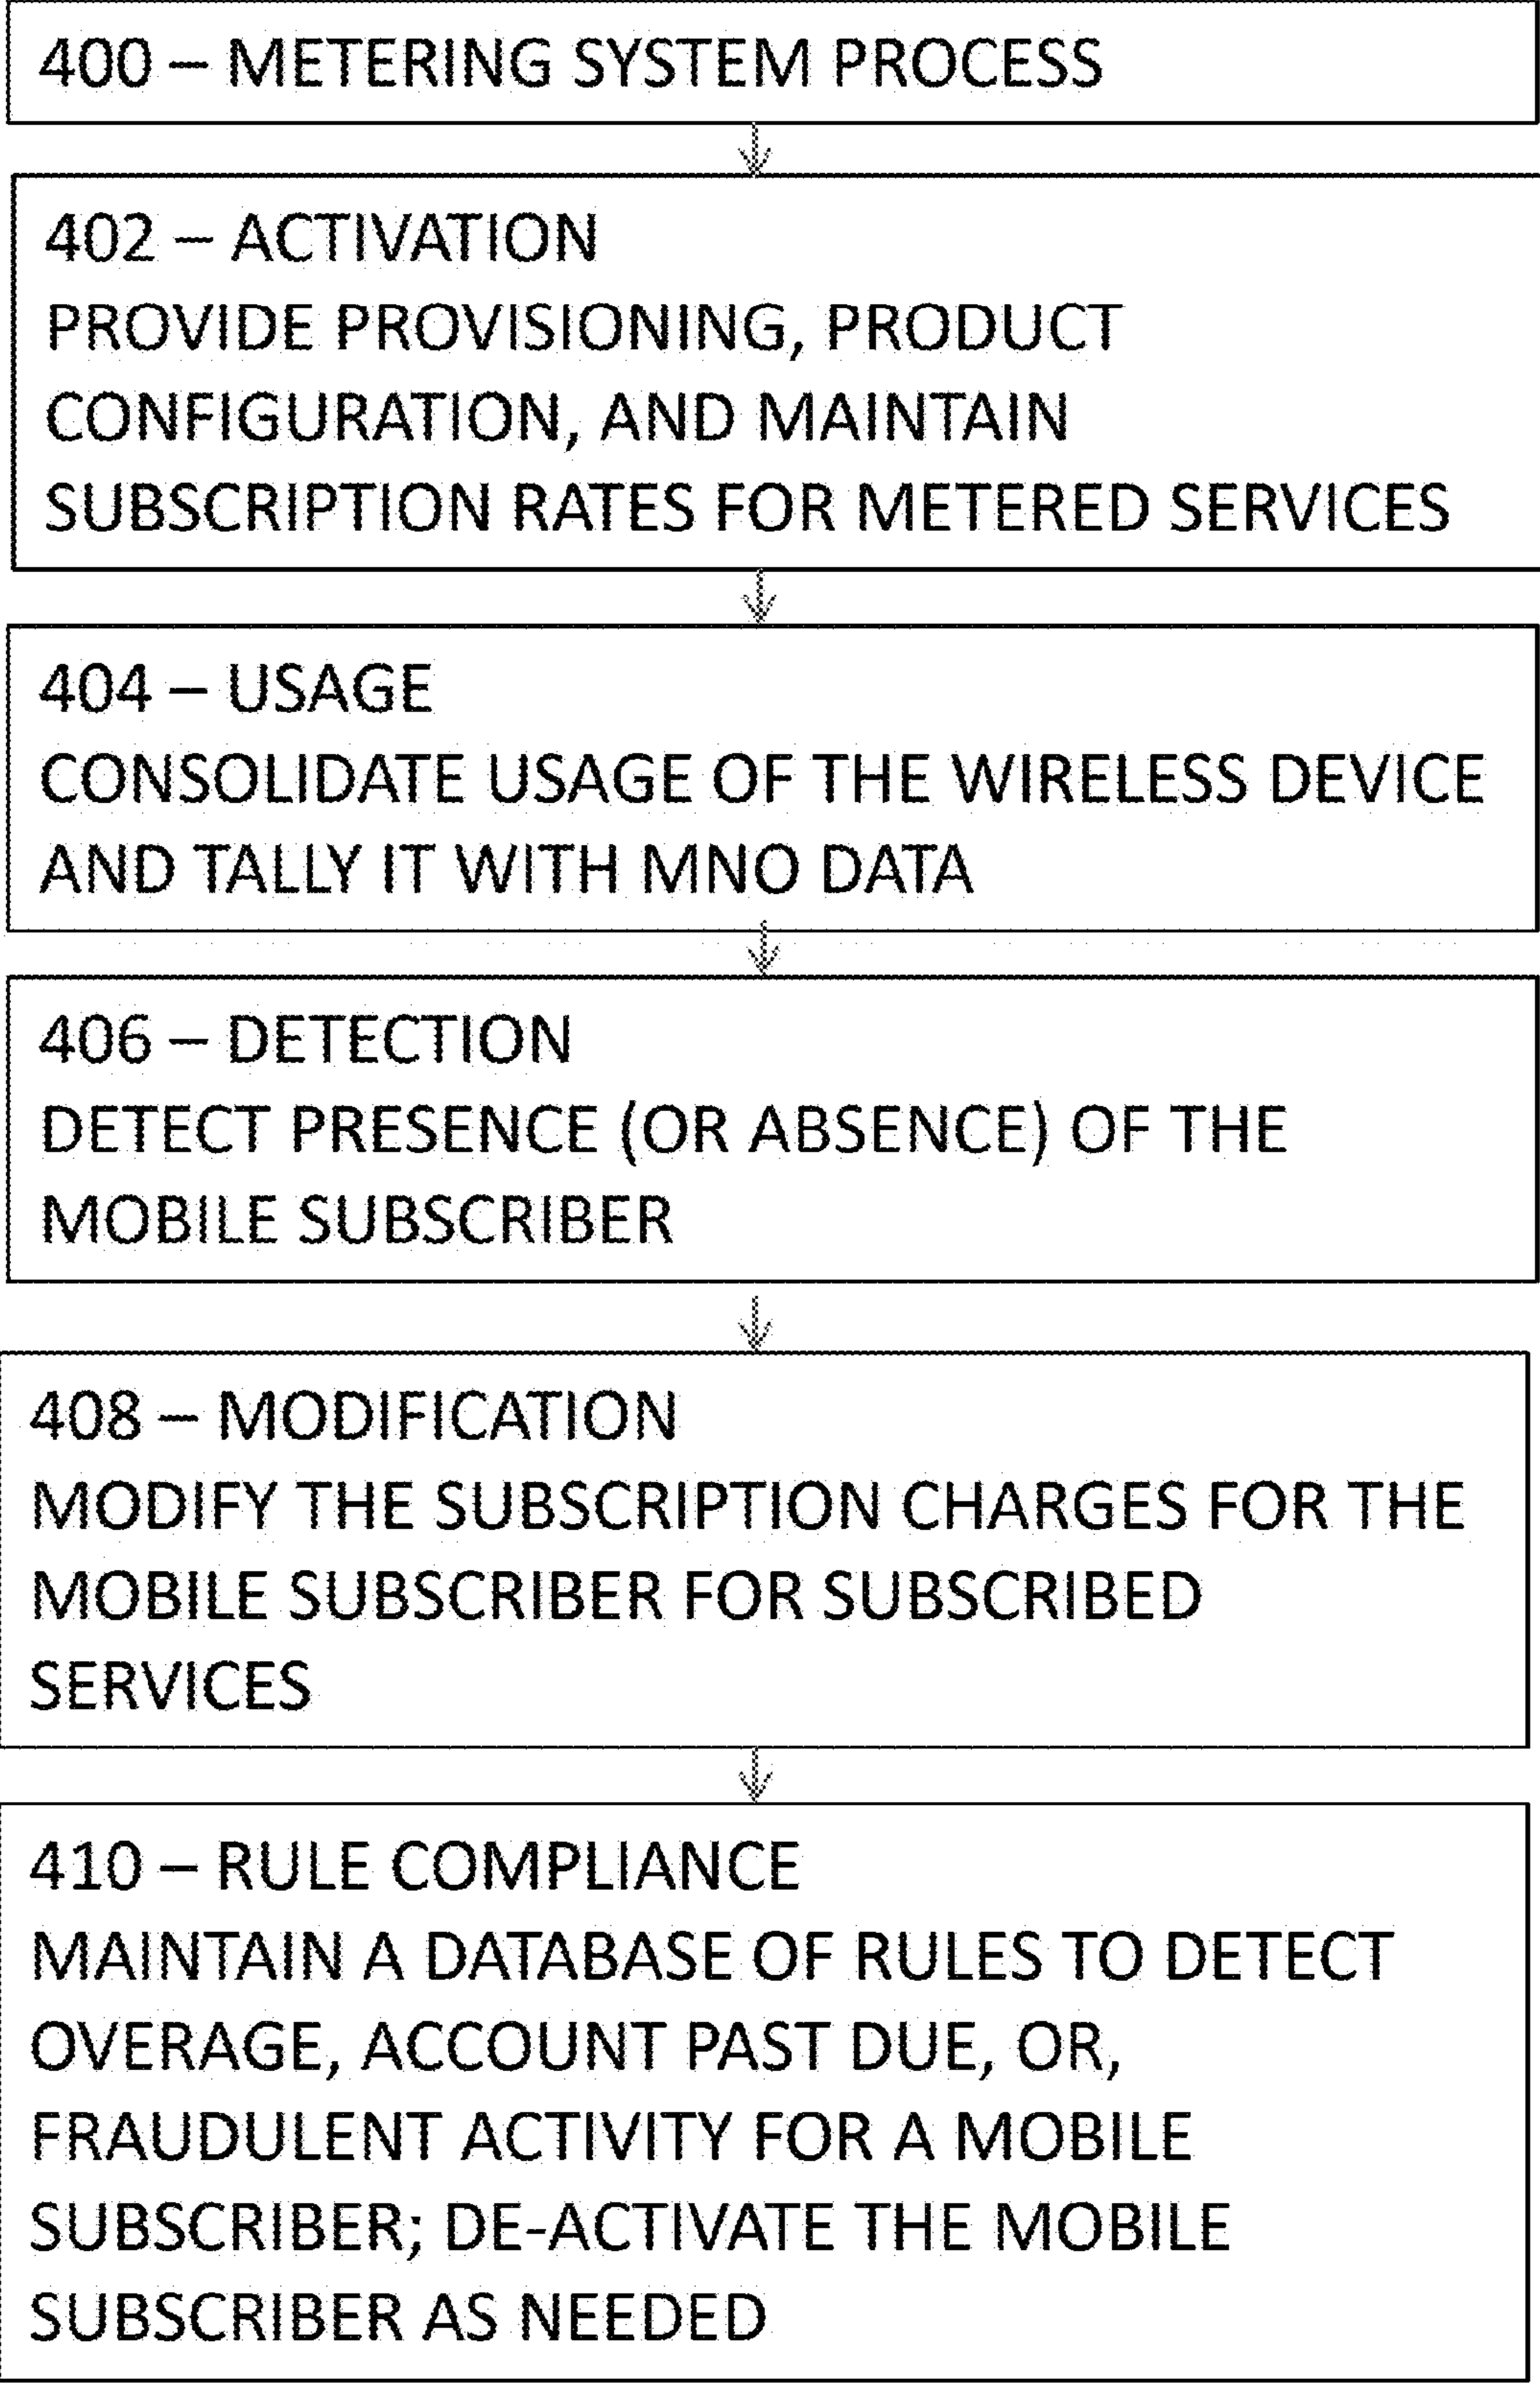 400 – METERING SYSTEM PROCESS
402 – ACTIVATION
PROVIDE PROVISIONING, PRODUCT
CONFIGURATION, AND MAINTAIN
SUBSCRIPTION RATES FOR METERED SERVICES
404 – USAGE
CONSOLIDATE USAGE OF THE WIRELESS DEVICE
AND TALLY IT WITH MNO DATA
406 – DETECTION
DETECT PRESENCE (OR ABSENCE) OF THE
MOBILE SUBSCRIBER
408 – MODIFICATION
MODIFY THE SUBSCRIPTION CHARGES FOR THE
MOBILE SUBSCRIBER FOR SUBSCRIBED
SERVICES
410 – RULE COMPLIANCE
MAINTAIN A DATABASE OF RULES TO DETECT
OVERAGE, ACCOUNT PAST DUE, OR,
FRAUDULENT ACTIVITY FOR A MOBILE
SUBSCRIBER; DE-ACTIVATE THE MOBILE
SUBSCRIBER AS NEEDED